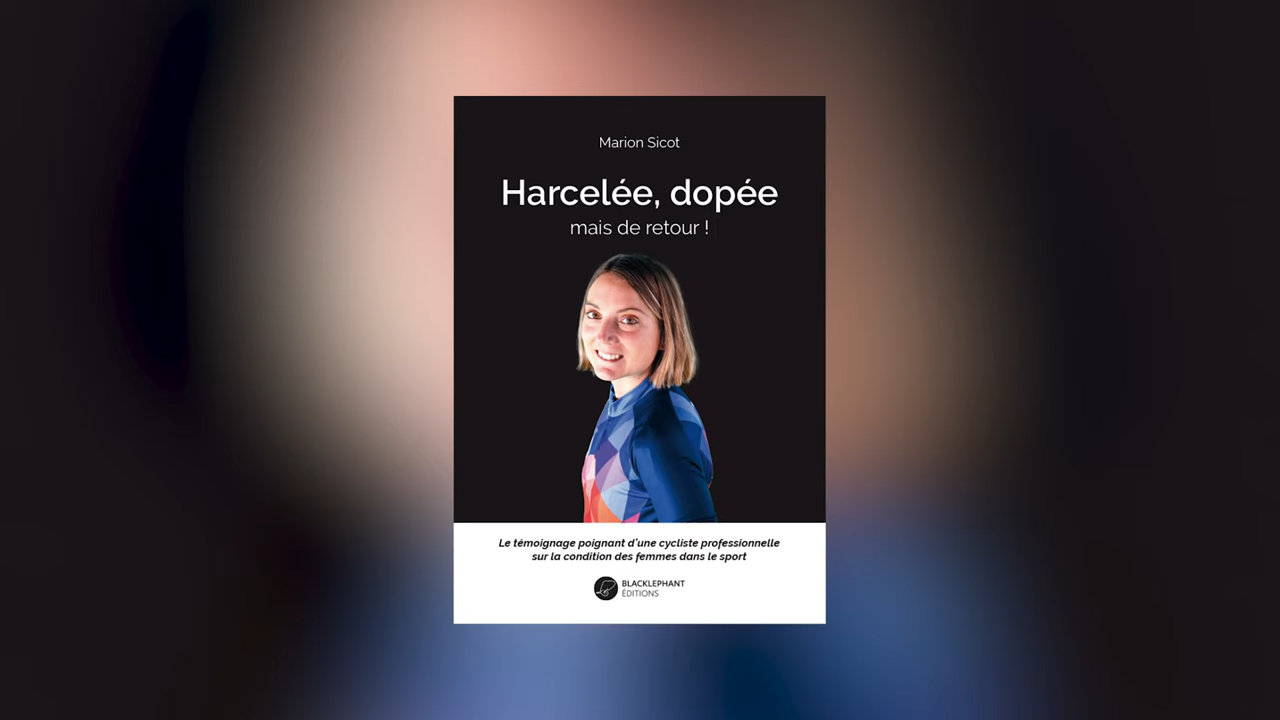 Marion Sicot
Harcelée, dopée
mais de retour !
Le témoignage poignant d'une cycliste professionnelle
sur la condition des femmes dans le sport
BLACKLEPHANT
ÉDITIONS